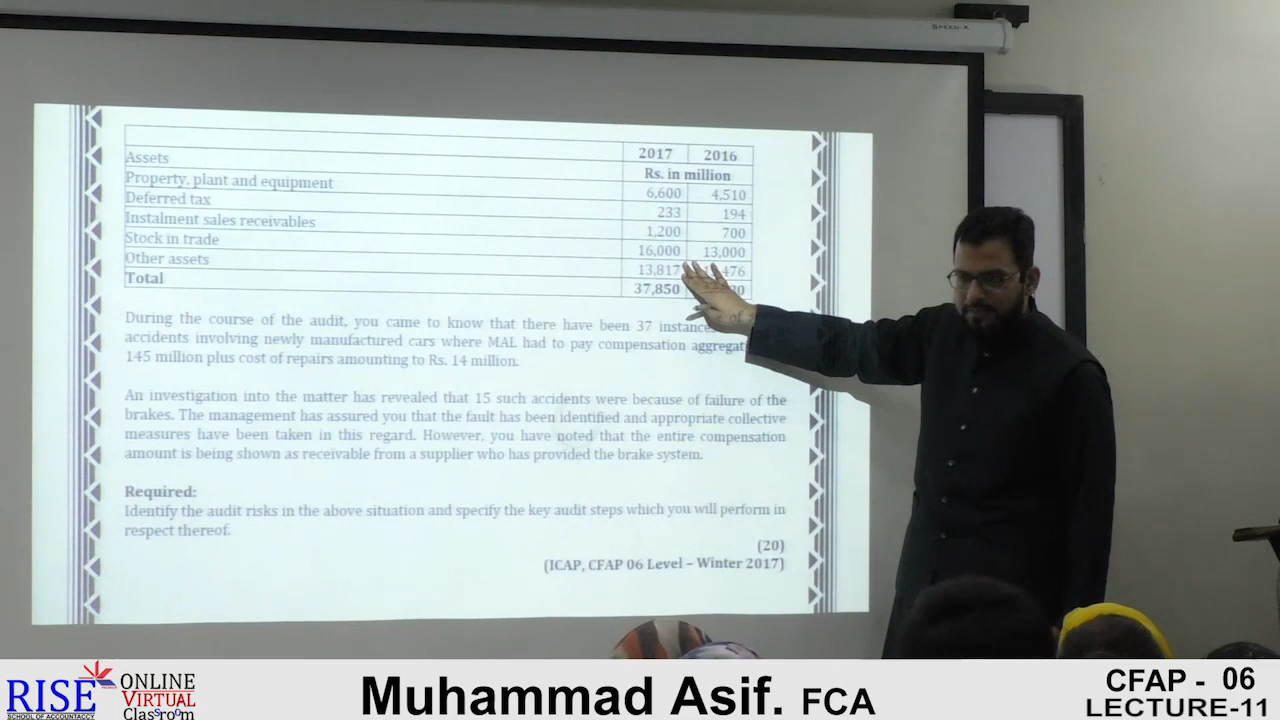 SPEED-X
2017 2016
Assets
Rs. in million
Property, plant and equipment 6,600 4,510
Deferred tax 233 194
Instalment sales receivables 1,200 700
Stock in trade 16,000 13,000
Other assets 13,817 476
Total 37,850
During the course of the audit, you came to know that there have been 37 instances
accidents involving newly manufactured cars where MAL had to pay compensation
145 million plus cost of repairs amounting to Rs. 14 million.
An investigation into the matter has revealed that 15 such accidents were because of failure of the
brakes. The management has assured you that the fault has been identified and appropriate collective
measures have been taken in this regard. However, you have noted that the entire compensation
amount is being shown as receivable from a supplier who has provided the brake system.
Required:
Identify the audit risks in the above situation and specify the key audit steps which you will perform in
respect thereof.
(20)
(ICAP, CFAP 06 Level – Winter 2017)
RISE
SCHOOL OF ACCOUNTACY
ONLINE
VIRTUAL
Classroom
Muhammad Asif. FCA
CFAP - 06
LECTURE-11